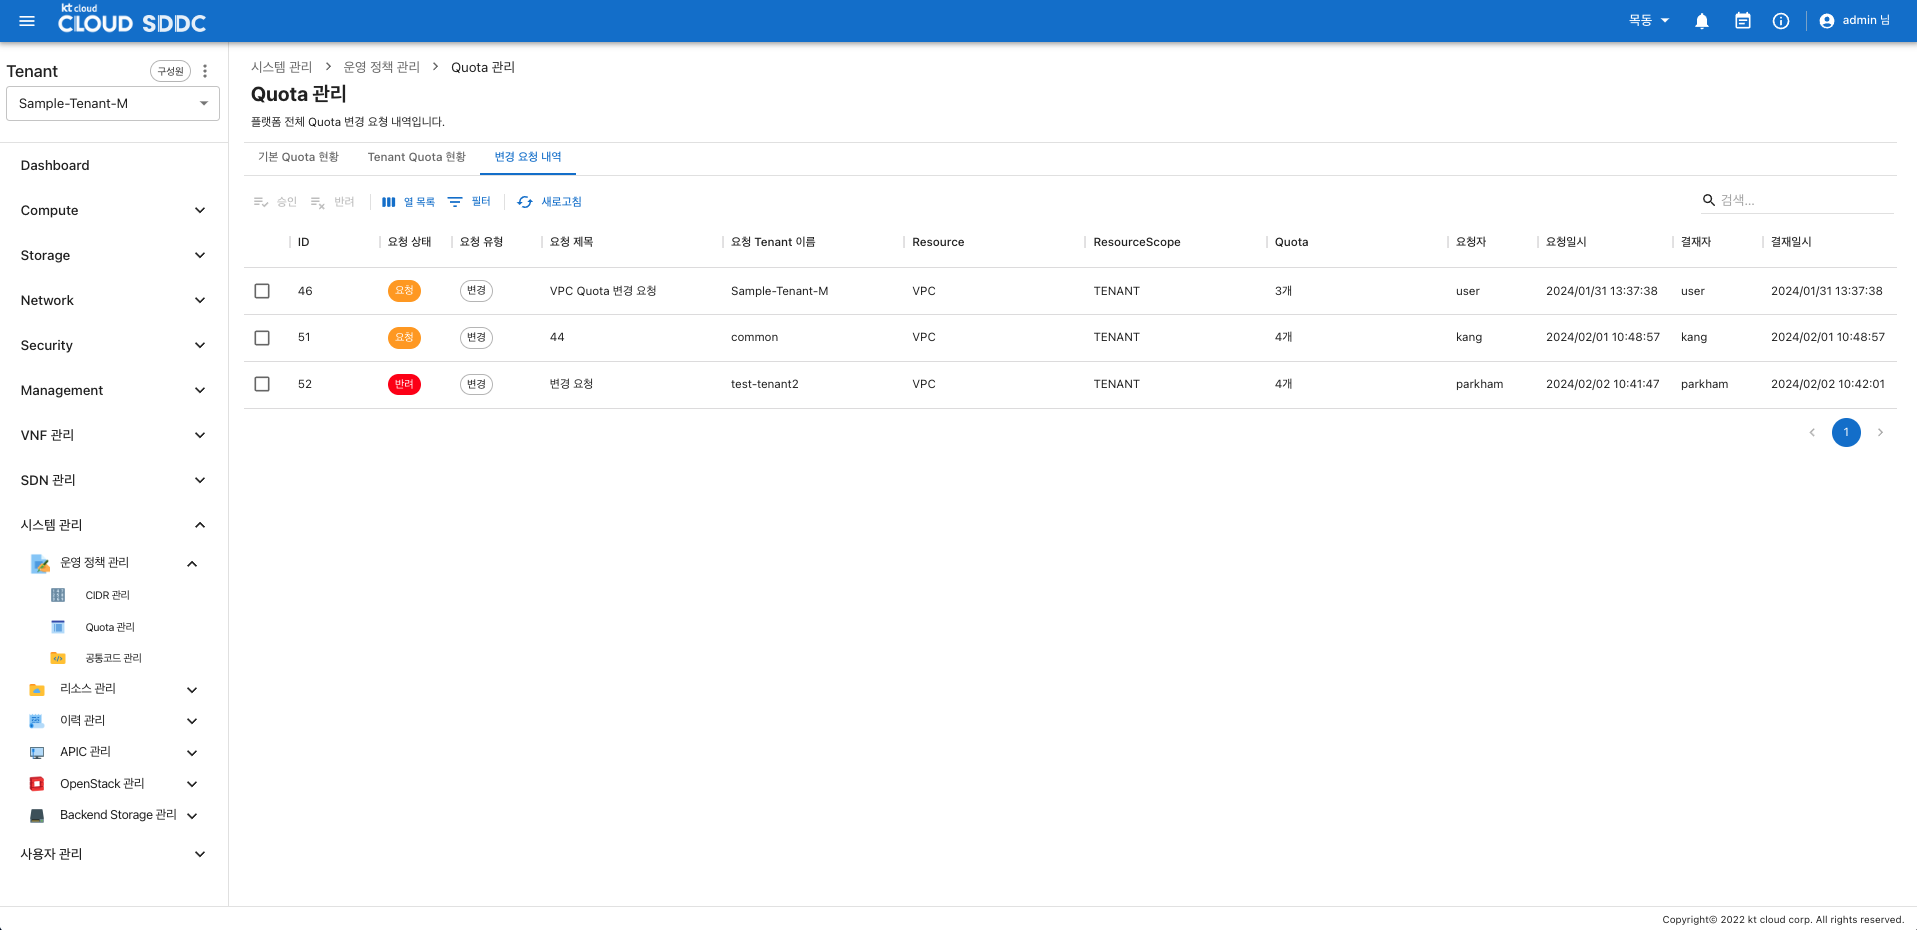 kt cloud
CLOUD SDDC
목동
admin 님
Tenant
구성원
Sample-Tenant-M
Dashboard
Compute
Storage
Network
Security
Management
VNF 관리
SDN 관리
시스템 관리
운영 정책 관리
CIDR 관리
Quota 관리
공통코드 관리
리소스 관리
이력 관리
APIC 관리
OpenStack 관리
Backend Storage 관리
사용자 관리
시스템 관리 > 운영 정책 관리 > Quota 관리
Quota 관리
플랫폼 전체 Quota 변경 요청 내역입니다.
기본 Quota 현황 Tenant Quota 현황 변경 요청 내역
승인 반려 열 목록 필터 새로고침 검색...
ID 요청 상태 요청 유형 요청 제목 요청 Tenant 이름 Resource ResourceScope Quota 요청자 요청일시 결재자 결재일시
46 요청 변경 VPC Quota 변경 요청 Sample-Tenant-M VPC TENANT 3개 user 2024/01/31 13:37:38 user 2024/01/31 13:37:38
51 요청 변경 44 common VPC TENANT 4개 kang 2024/02/01 10:48:57 kang 2024/02/01 10:48:57
52 반려 변경 변경 요청 test-tenant2 VPC TENANT 4개 parkham 2024/02/02 10:41:47 parkham 2024/02/02 10:42:01
1
Copyright© 2022 kt cloud corp. All rights reserved.